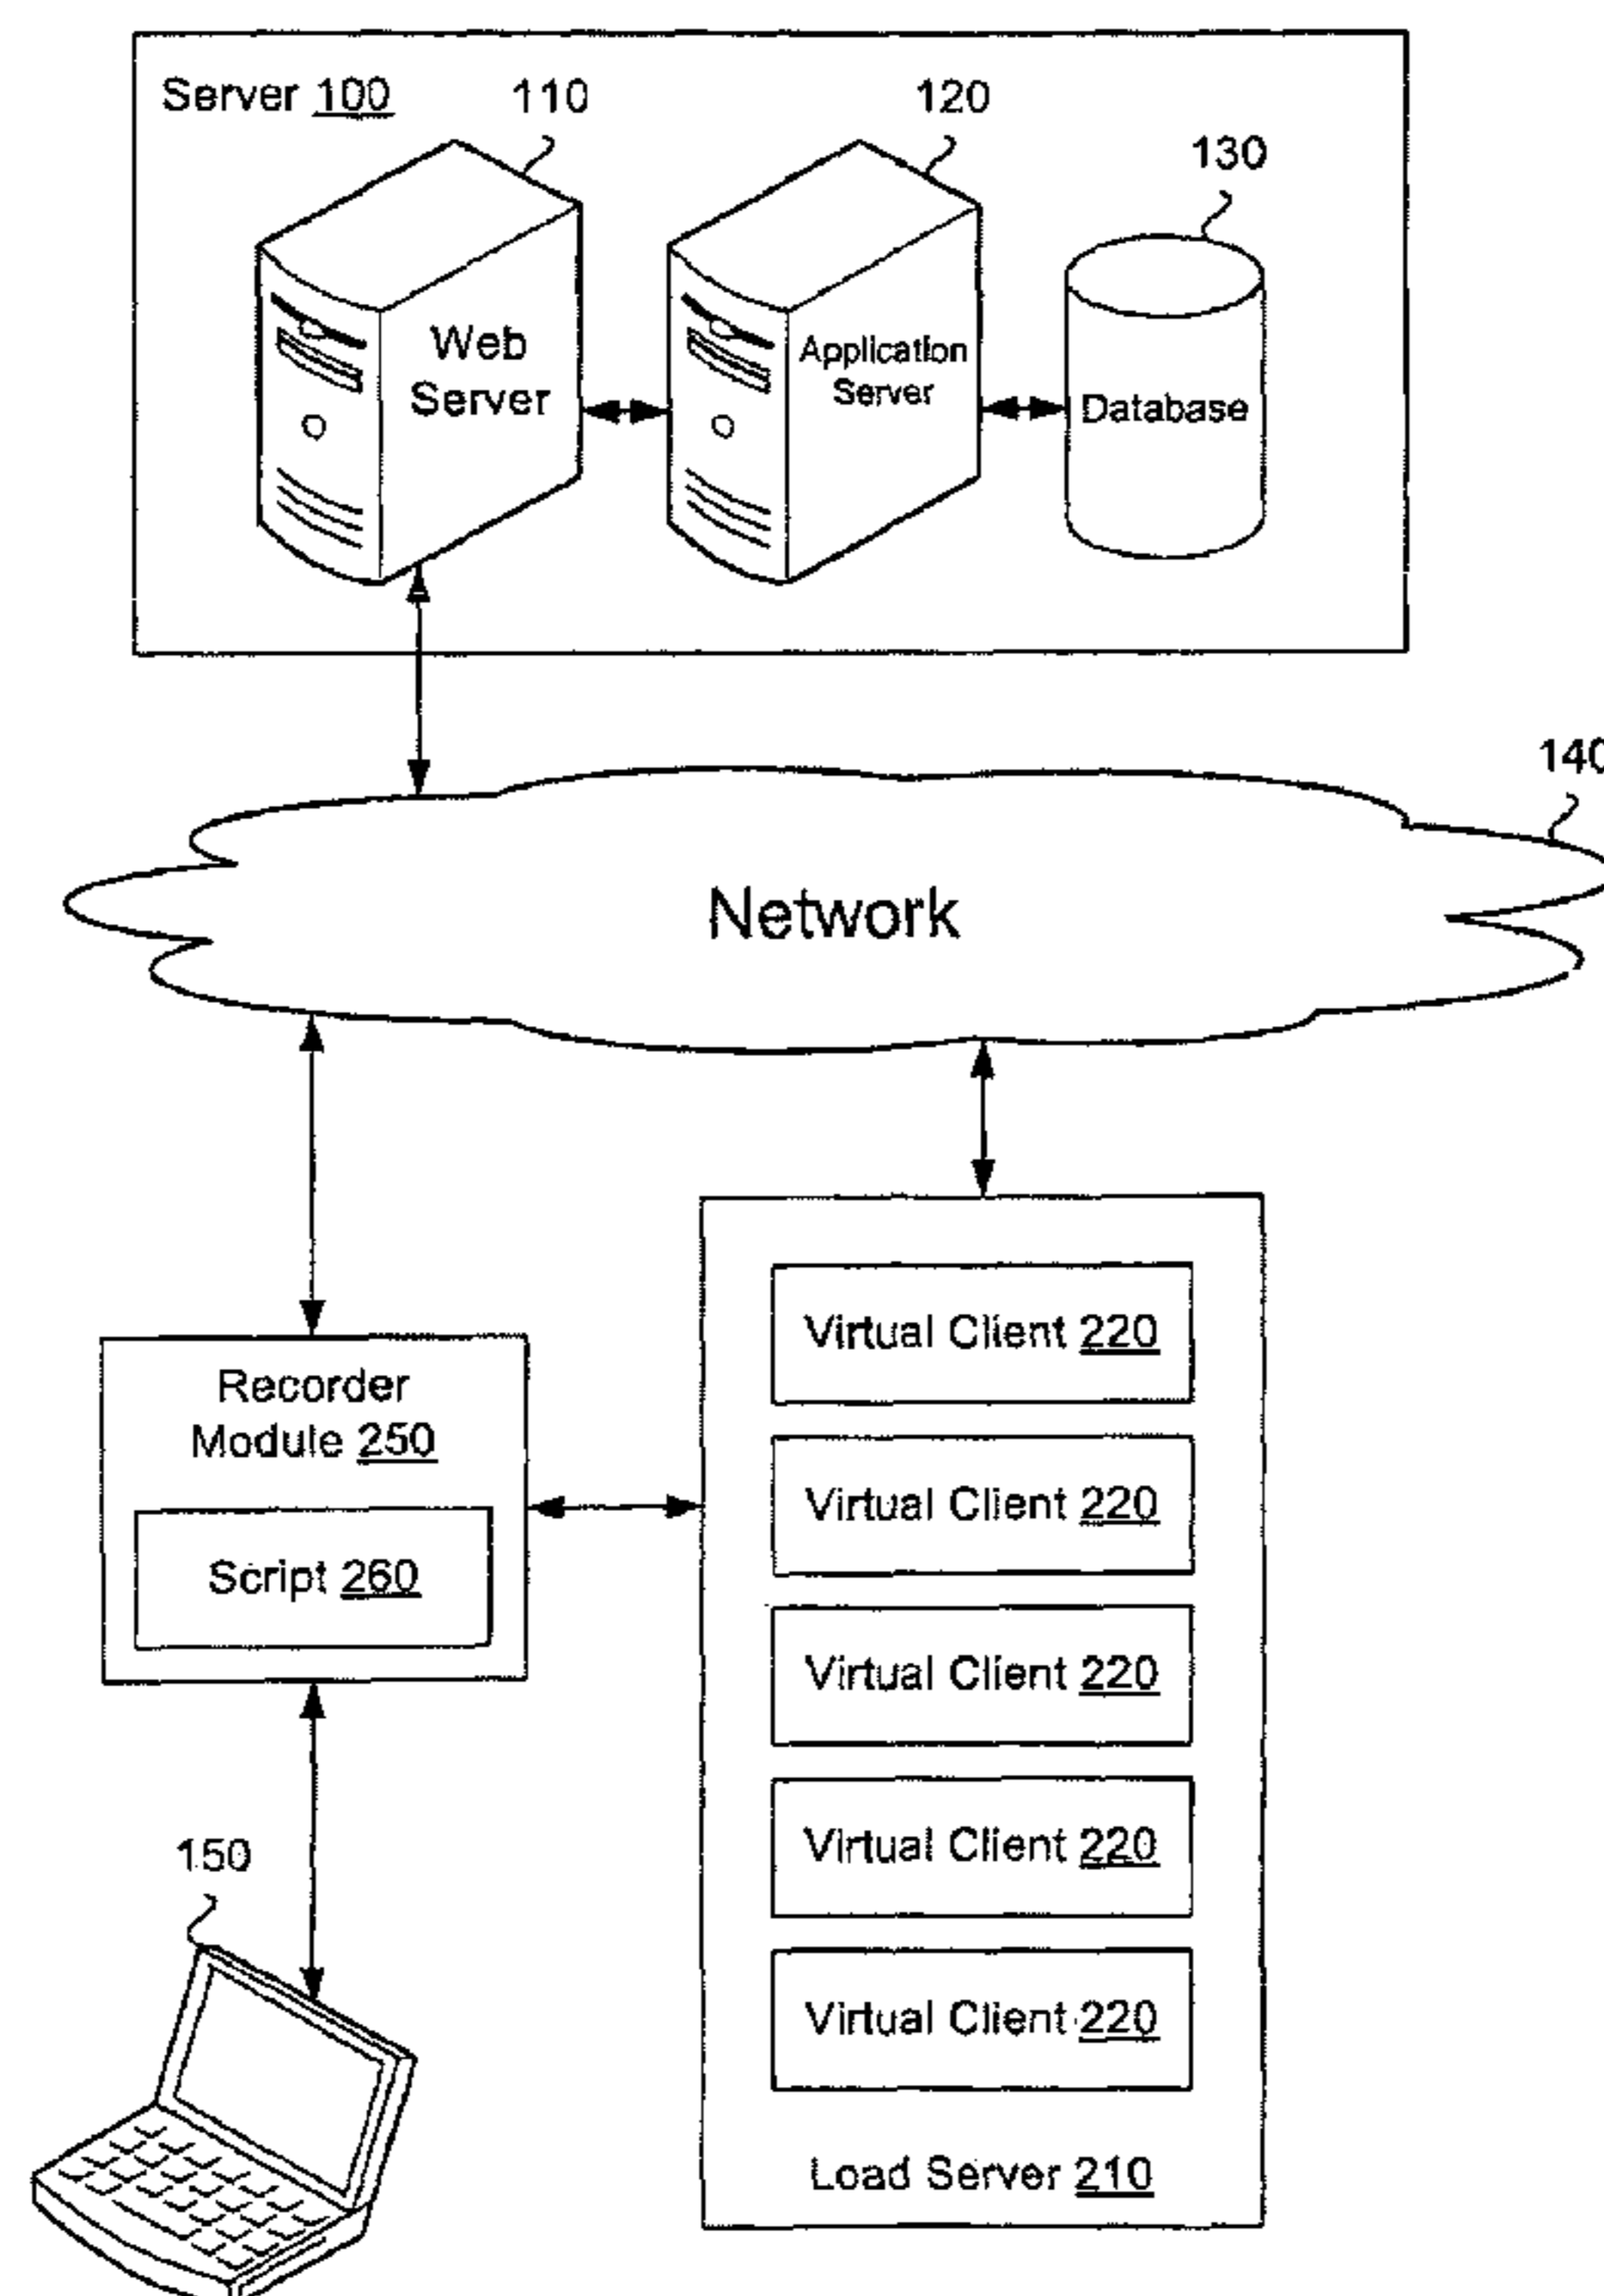 Server 100
110
120
130
Web
Server
Application
Server
Database
140
Network
Recorder
Module 250
Script 260
Virtual Client 220
Virtual Client 220
Virtual Client 220
Virtual Client 220
Virtual Client 220
Load Server 210
150